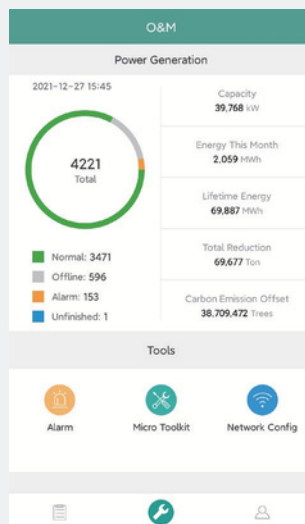 O&M
Power Generation
2021-12-27 15:45
4221
Total
Normal: 3471
Offline: 596
Alarm: 153
Unfinished: 1
Capacity
39,768 kW
Energy This Month
2,059 MWh
Lifetime Energy
69,887 MWh
Total Reduction
69,677 Ton
Carbon Emission Offset
38,709,472 Trees
Tools
Alarm
Micro Toolkit
Network Config